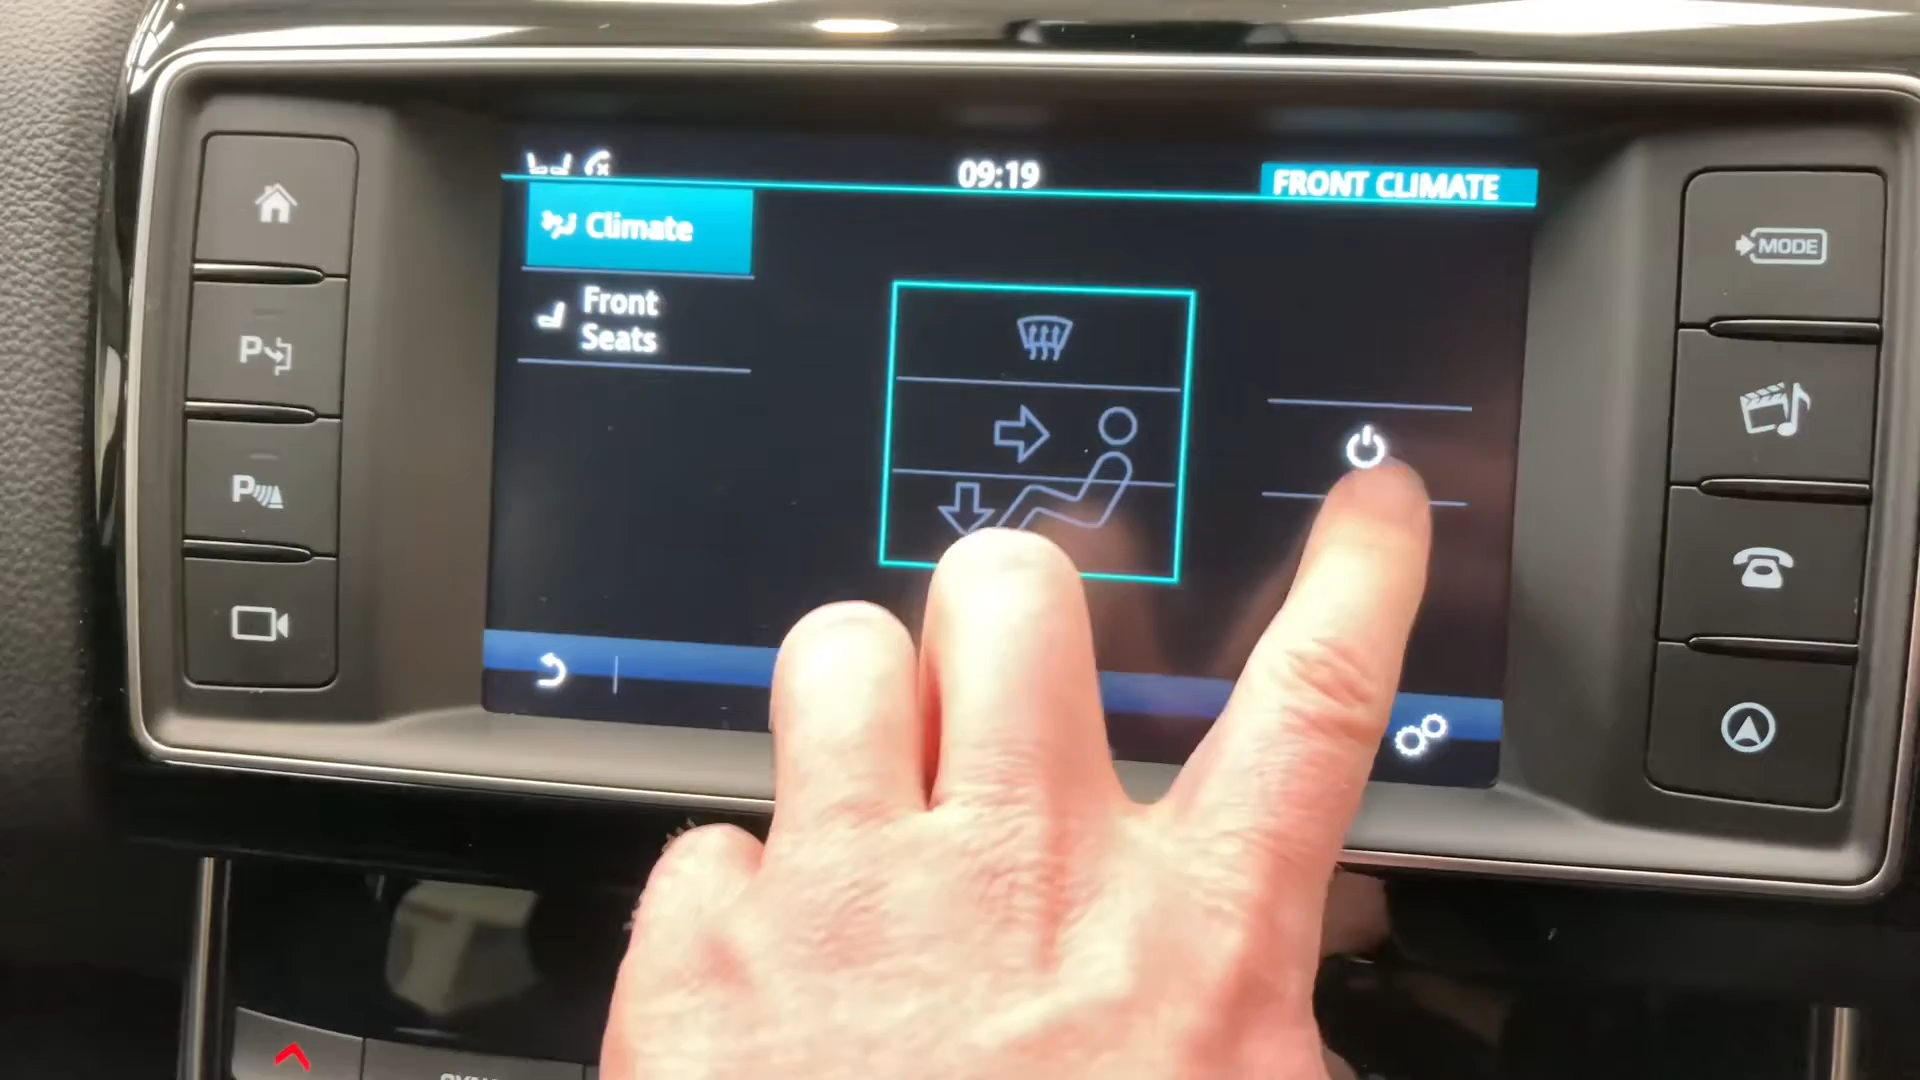 09:19
FRONT CLIMATE
Climate
Front
Seats
MODE
P
P